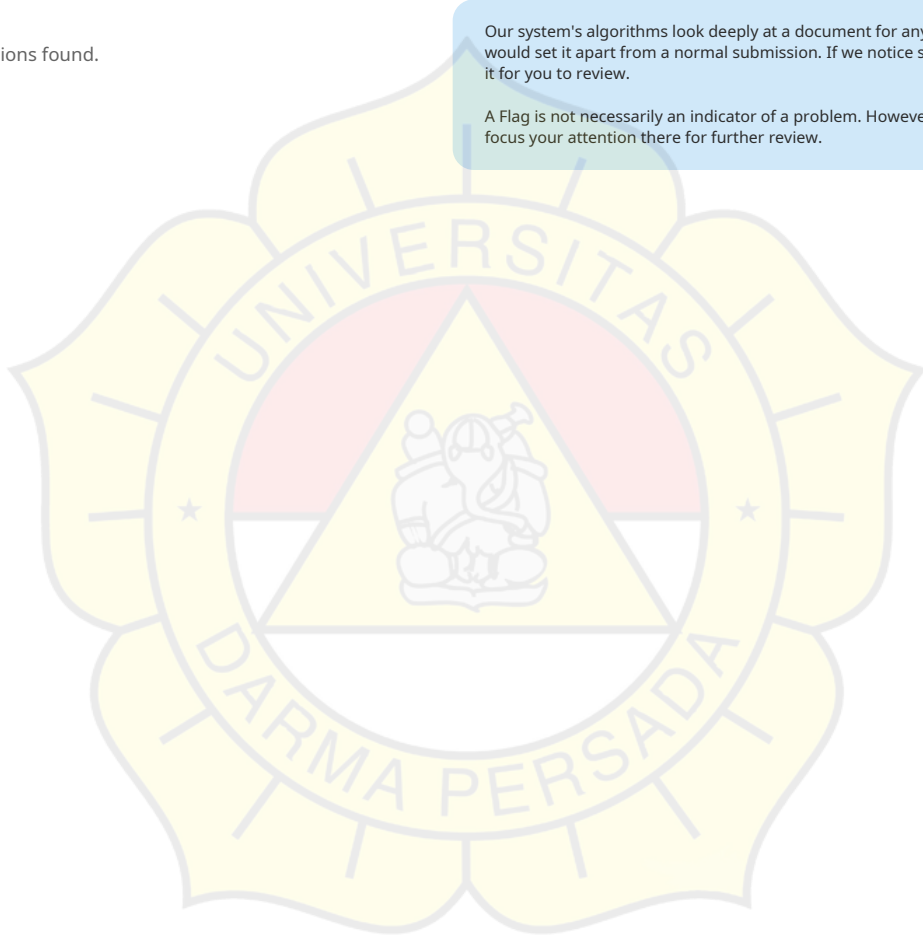 ions found.
Our system's algorithms look deeply at a document for any
would set it apart from a normal submission. If we notice s
it for you to review.
A Flag is not necessarily an indicator of a problem. Howeve
focus your attention there for further review.
UNIVERSITAS
DARMA PERSADA